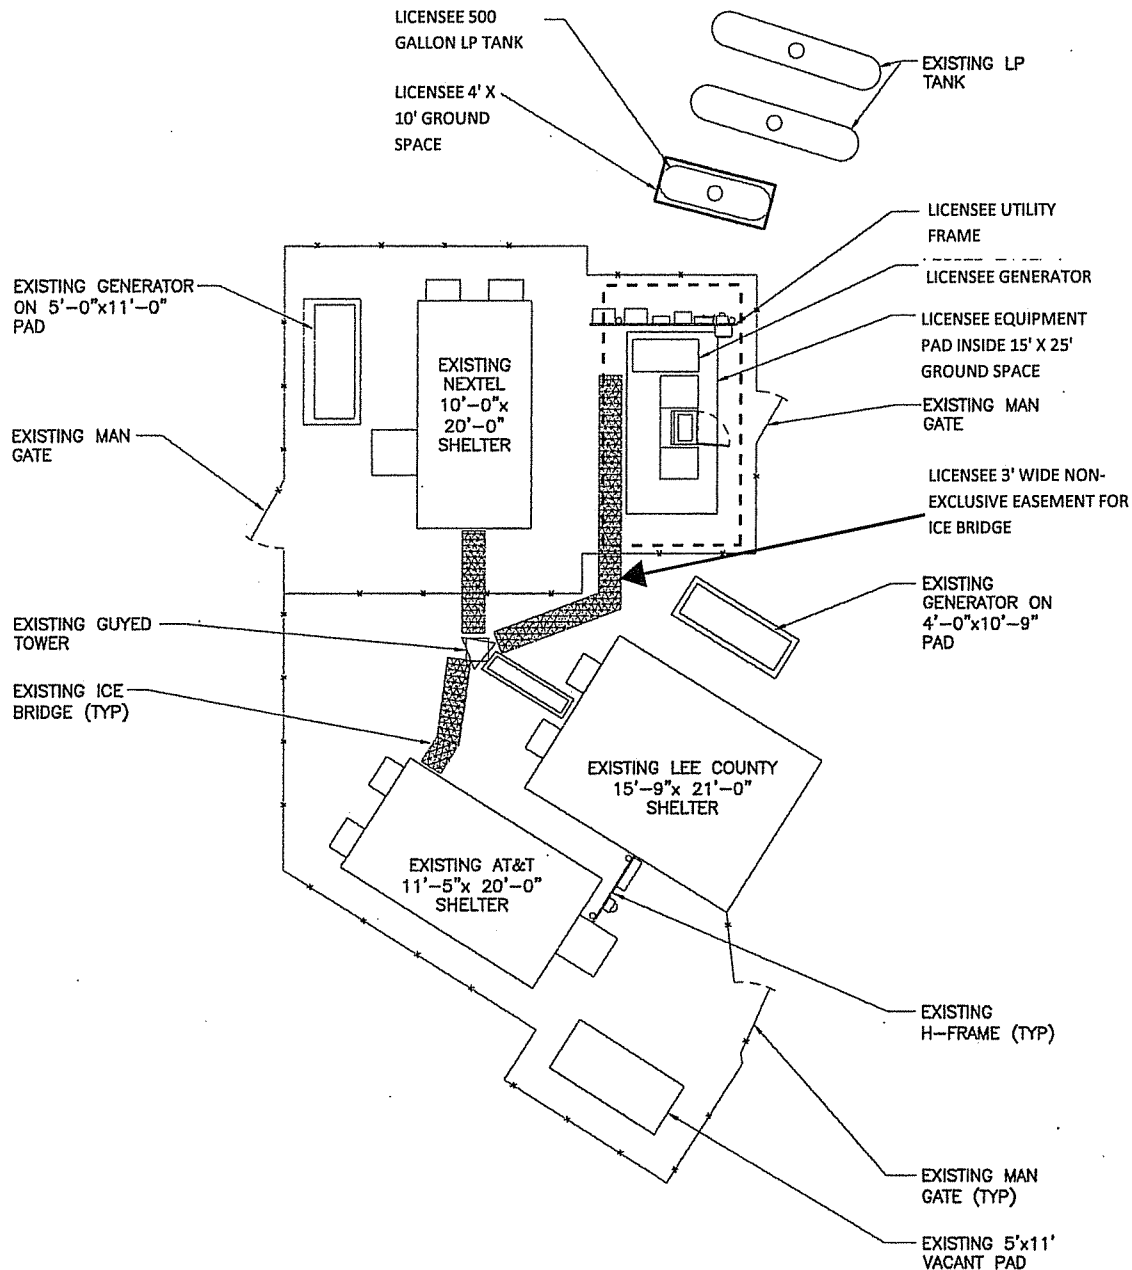 LICENSEE 500
GALLON LP TANK
LICENSEE 4' X
10' GROUND
SPACE
EXISTING LP
TANK
LICENSEE UTILITY
FRAME
LICENSEE GENERATOR
LICENSEE EQUIPMENT
PAD INSIDE 15' X 25'
GROUND SPACE
EXISTING MAN
GATE
LICENSEE 3' WIDE NON-
EXCLUSIVE EASEMENT FOR
ICE BRIDGE
EXISTING
GENERATOR ON
4'-0"x10'-9"
PAD
EXISTING GENERATOR
ON 5'-0"x11'-0"
PAD
EXISTING MAN
GATE
EXISTING
NEXTEL
10'-0"x
20'-0"
SHELTER
EXISTING GUYED
TOWER
EXISTING ICE
BRIDGE (TYP)
EXISTING LEE COUNTY
15'-9"x 21'-0"
SHELTER
EXISTING AT&T
11'-5"x 20'-0"
SHELTER
EXISTING
H-FRAME (TYP)
EXISTING MAN
GATE (TYP)
EXISTING 5'x11'
VACANT PAD